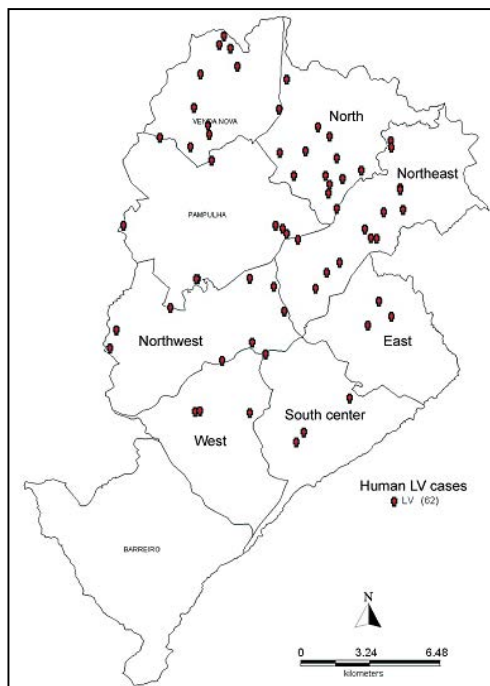 VENDA NOVA
North
Northeast
PAMPULHA
Northwest
East
South center
West
Human LV cases
LV (62)
BARREIRO
N
0 3.24 6.48
kilometers